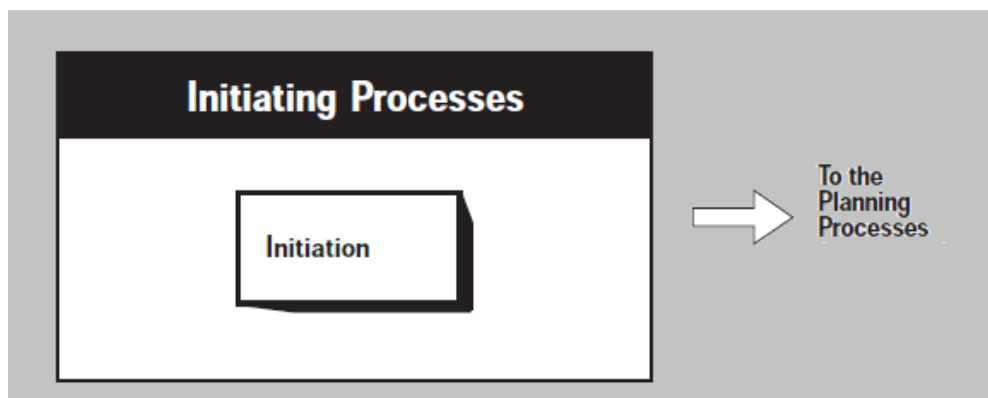 Initiating Processes
Initiation
To the
Planning
Processes